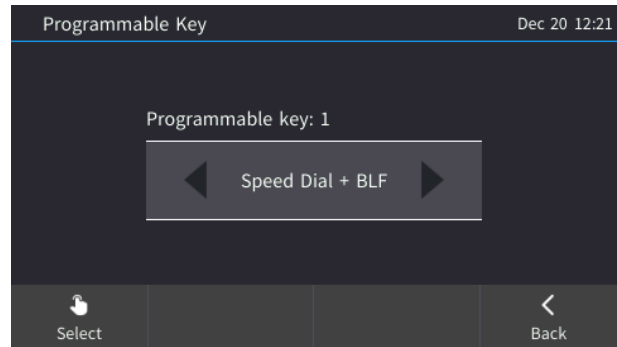 Programmable Key Dec 20 12:21
Programmable key: 1
Speed Dial + BLF
Select Back